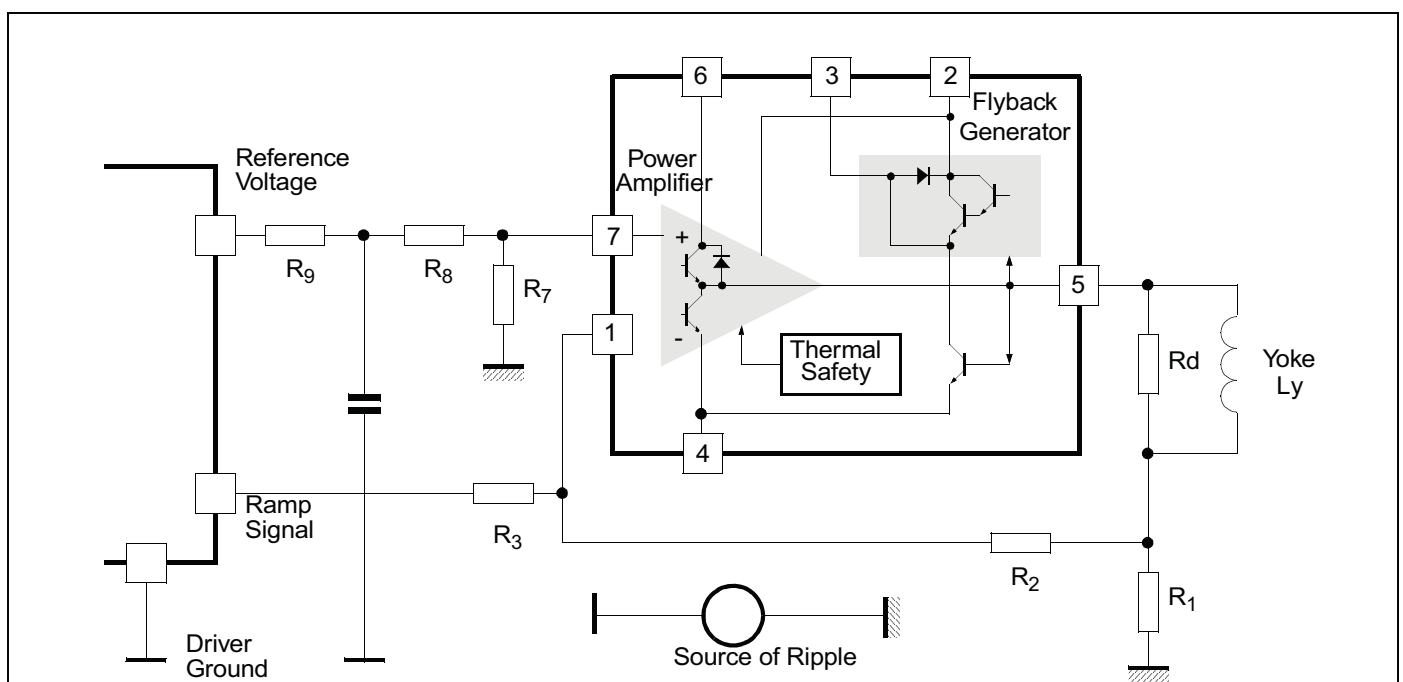 6
3
2
Flyback
Generator
Reference
Voltage
Power
Amplifier
R9
R8
7
+
R7
5
1
-
Thermal
Safety
Rd
Yoke
Ly
4
Ramp
Signal
R3
R2
R1
Driver
Ground
Source of Ripple